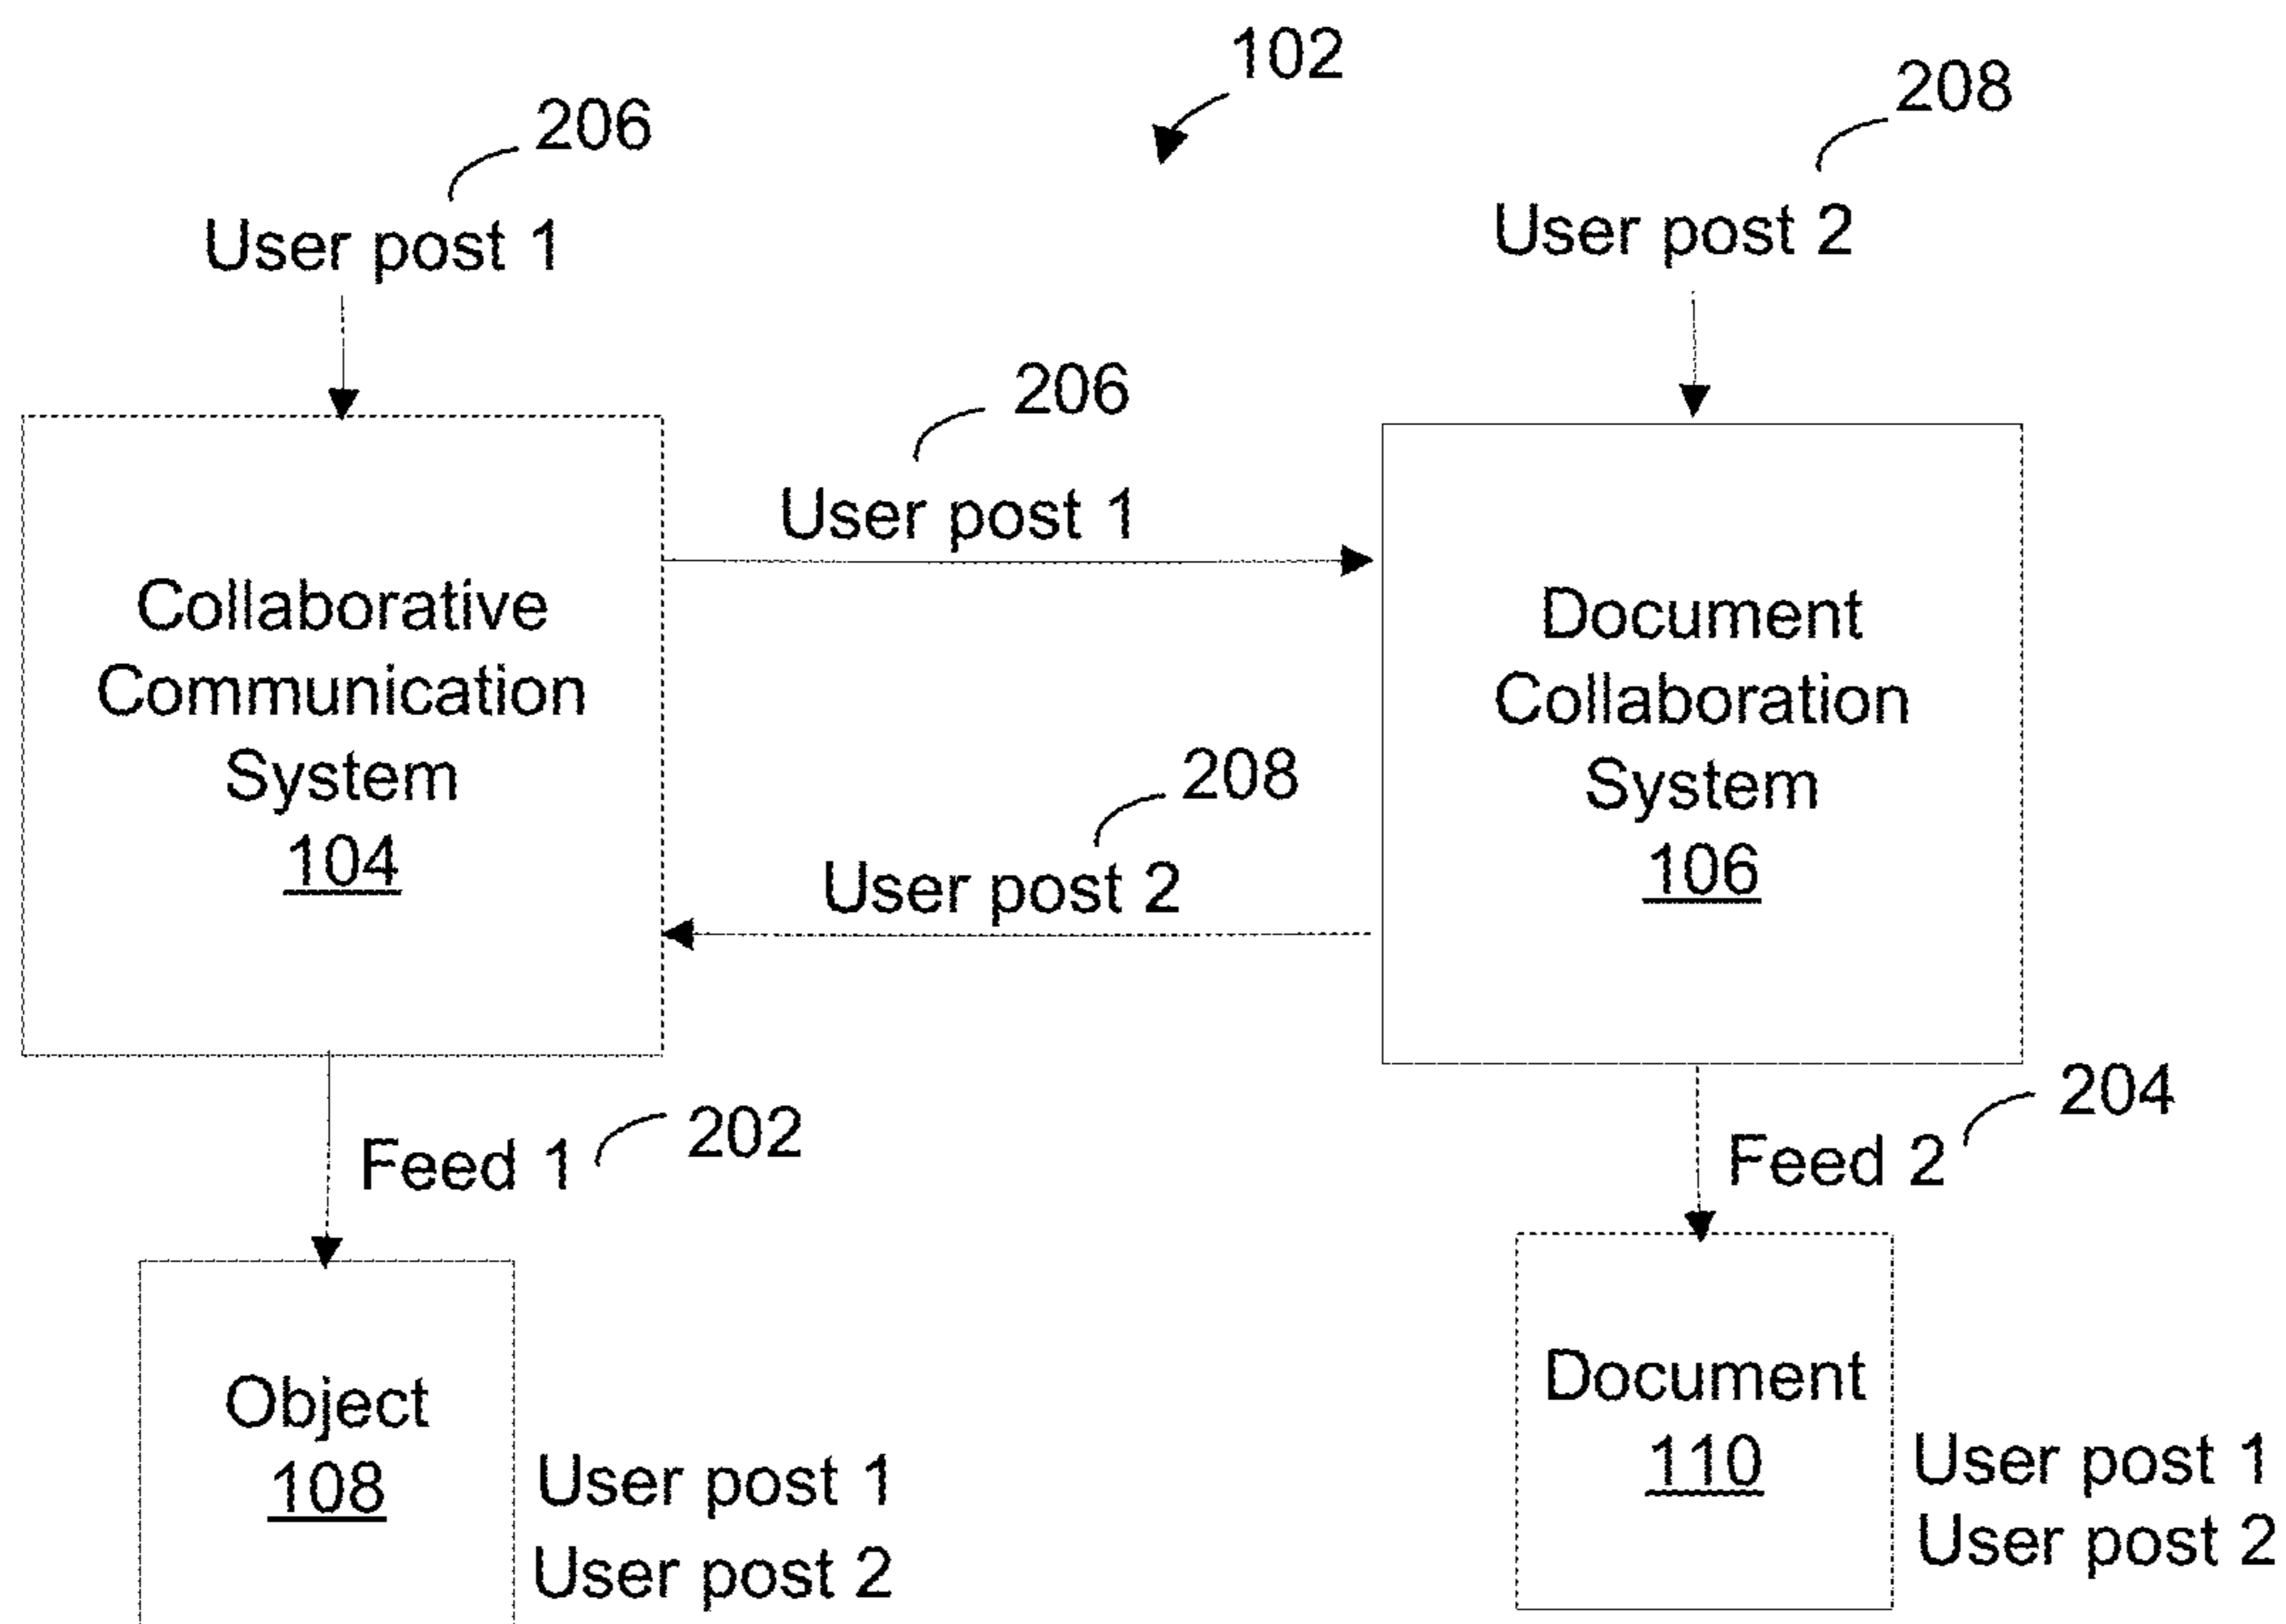 102
206
208
User post 1
User post 2
206
User post 1
Collaborative
Communication
System
104
Document
Collaboration
System
106
208
User post 2
Feed 1
202
Feed 2
204
Object
108
User post 1
User post 2
Document
110
User post 1
User post 2